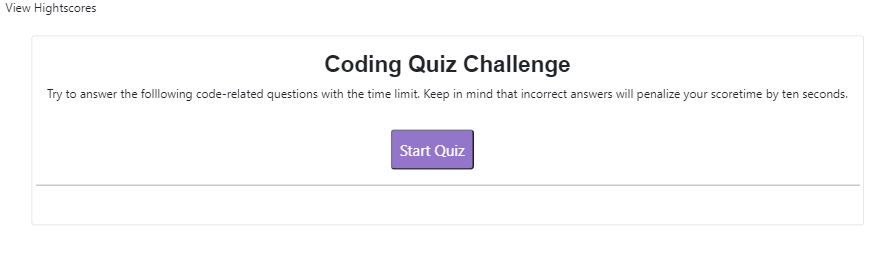 View Hightscores
Coding Quiz Challenge
Try to answer the folllowing code-related questions with the time limit. Keep in mind that incorrect answers will penalize your scoretime by ten seconds.
Start Quiz